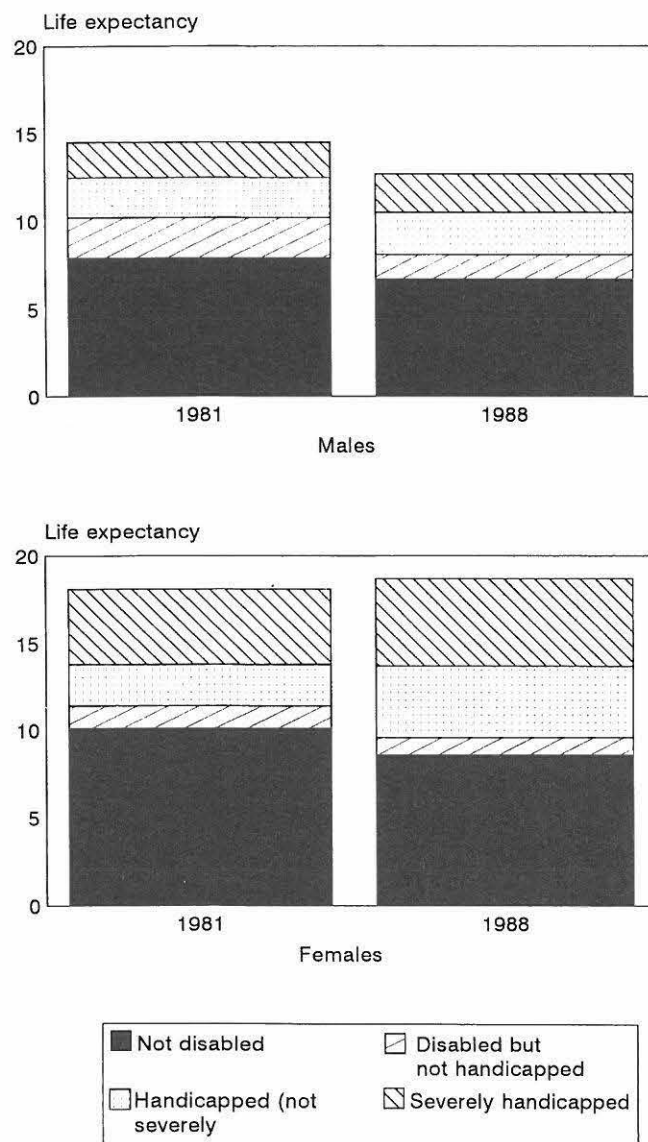 Life expectancy
20
15
10
5
0
1981
1988
Males
Life expectancy
20
15
10
5
0
1981
1988
Females
Not disabled
Disabled but
not handicapped
Handicapped (not
severely
Severely handicapped